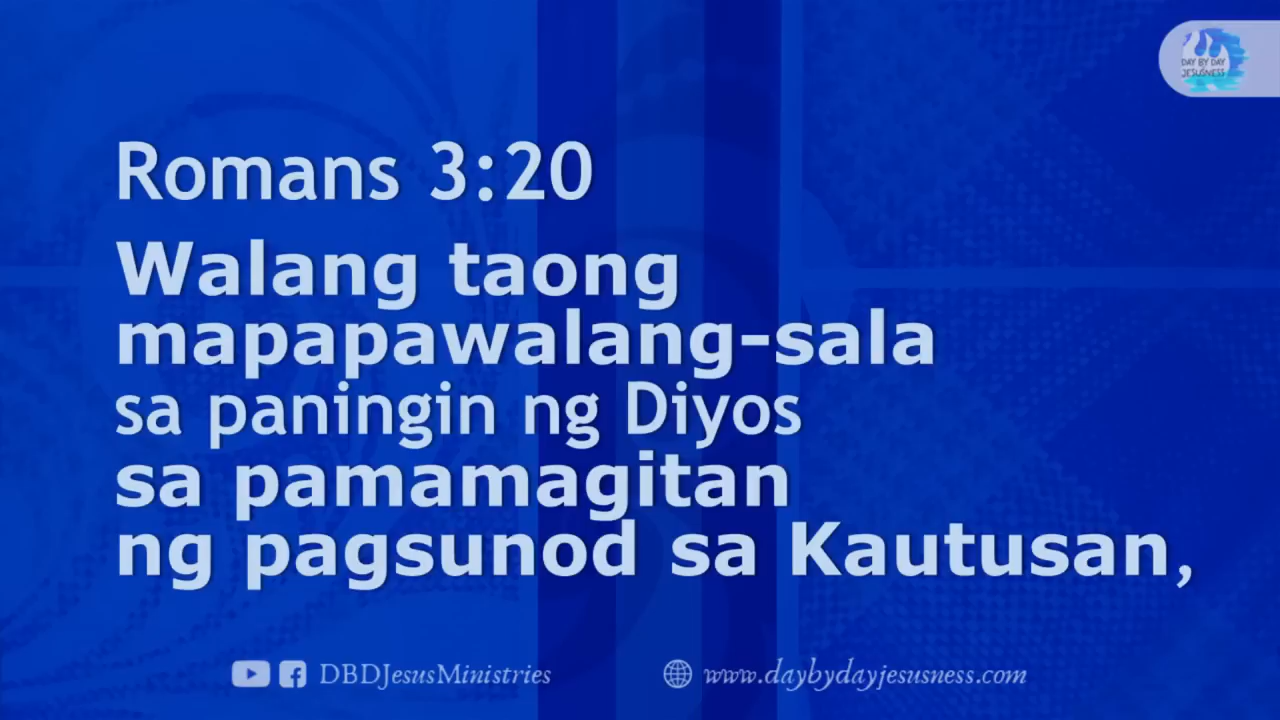 DAY BY DAY
JESUSNESS
Romans 3:20
Walang taong
mapapawalang-sala
sa paningin ng Diyos
sa pamamagitan
ng pagsunod sa Kautusan,
DBDJesusMinistries
www.daybydayjesusness.com